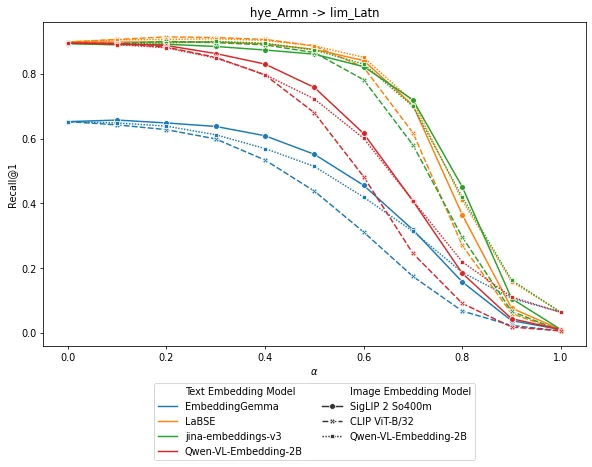 hye_Armn -> lim_Latn
Recall@1
0.8
0.6
0.4
0.2
0.0
0.0 0.2 0.4 0.6 0.8 1.0
α
Text Embedding Model Image Embedding Model
EmbeddingGemma SigLIP 2 So400m
LaBSE CLIP ViT-B/32
jina-embeddings-v3 Qwen-VL-Embedding-2B
Qwen-VL-Embedding-2B